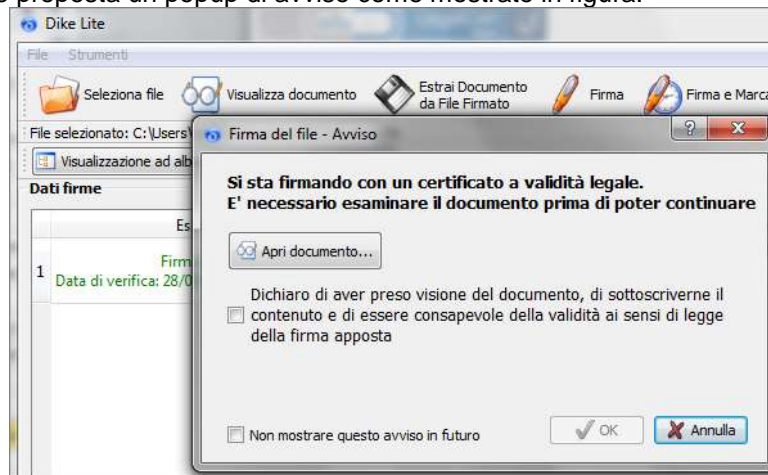 proposta un popup di avviso come mostrato in figura.
Dike Lite
File Strumenti
Seleziona file Visualizza documento Estrai Documento da File Firmato Firma Firma e Marca
File selezionato: C:\Users\
Visualizzazione ad alb
Dati firme
Es
1 Firm
Data di verifica: 28/0
Firma del file - Avviso
Si sta firmando con un certificato a validità legale.
E' necessario esaminare il documento prima di poter continuare
Apri documento...
Dichiaro di aver preso visione del documento, di sottoscriverne il
contenuto e di essere consapevole della validità ai sensi di legge
della firma apposta
Non mostrare questo avviso in futuro
OK Annulla